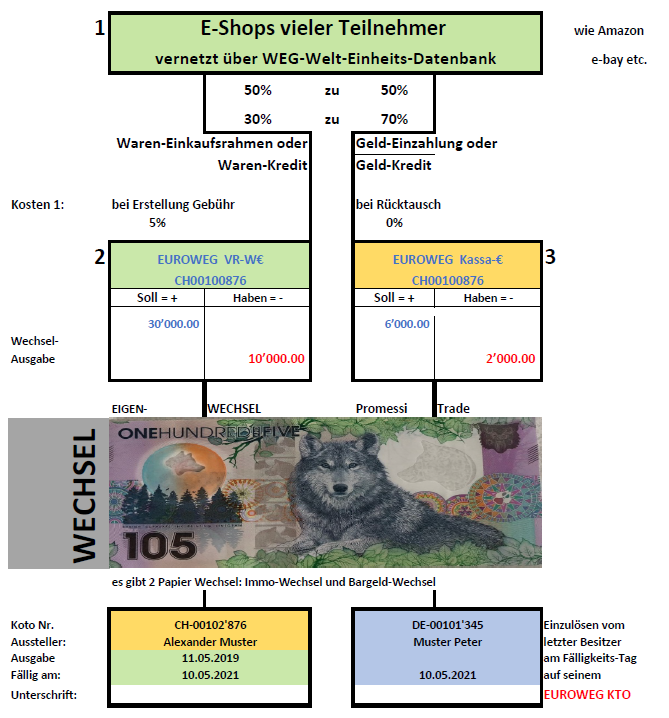 1 E-Shops vieler Teilnehmer wie Amazon
vernetzt über WEG-Welt-Einheits-Datenbank e-bay etc.
50% zu 50%
30% zu 70%
Waren-Einkaufsrahmen oder Geld-Einzahlung oder
Waren-Kredit Geld-Kredit
Kosten 1: bei Erstellung Gebühr bei Rücktausch
5% 0%
2 EUROWEG VR-W€ EUROWEG Kassa-€ 3
CH00100876 CH00100876
Soll = + Haben = - Soll = + Haben = -
30’000.00 6’000.00
Wechsel-
Ausgabe 10’000.00 2’000.00
EIGEN- WECHSEL Promessi Trade
WECHSEL
ONEHUNDRED&FIVE
105
es gibt 2 Papier Wechsel: Immo-Wechsel und Bargeld-Wechsel
Koto Nr. CH-00102'876 DE-00101'345 Einzulösen vom
Aussteller: Alexander Muster Muster Peter letzter Besitzer
Ausgabe 11.05.2019 am Fälligkeits-Tag
Fällig am: 10.05.2021 10.05.2021 auf seinem
Unterschrift: EUROWEG KTO